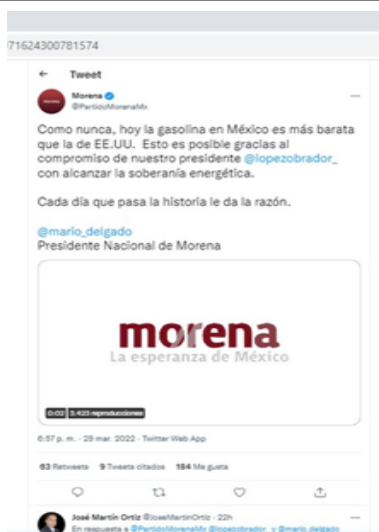 71624300781574
Tweet
Morena
@PartidoMorenaMx
Como nunca, hoy la gasolina en México es más barata
que la de EE.UU. Esto es posible gracias al
compromiso de nuestro presidente @lopezobrador_
con alcanzar la soberanía energética.
Cada día que pasa la historia le da la razón.
@mario_delgado
Presidente Nacional de Morena
morena
La esperanza de México
0:02 3.423 reproducciones
6:57 p. m. · 29 mar. 2022 · Twitter Web App
63 Retweets 9 Tweets citados 184 Me gusta
José Martín Ortiz @JoseMartinOrtiz · 22h
En respuesta a @PartidoMorenaMx @lopezobrador_ y @mario_delgado